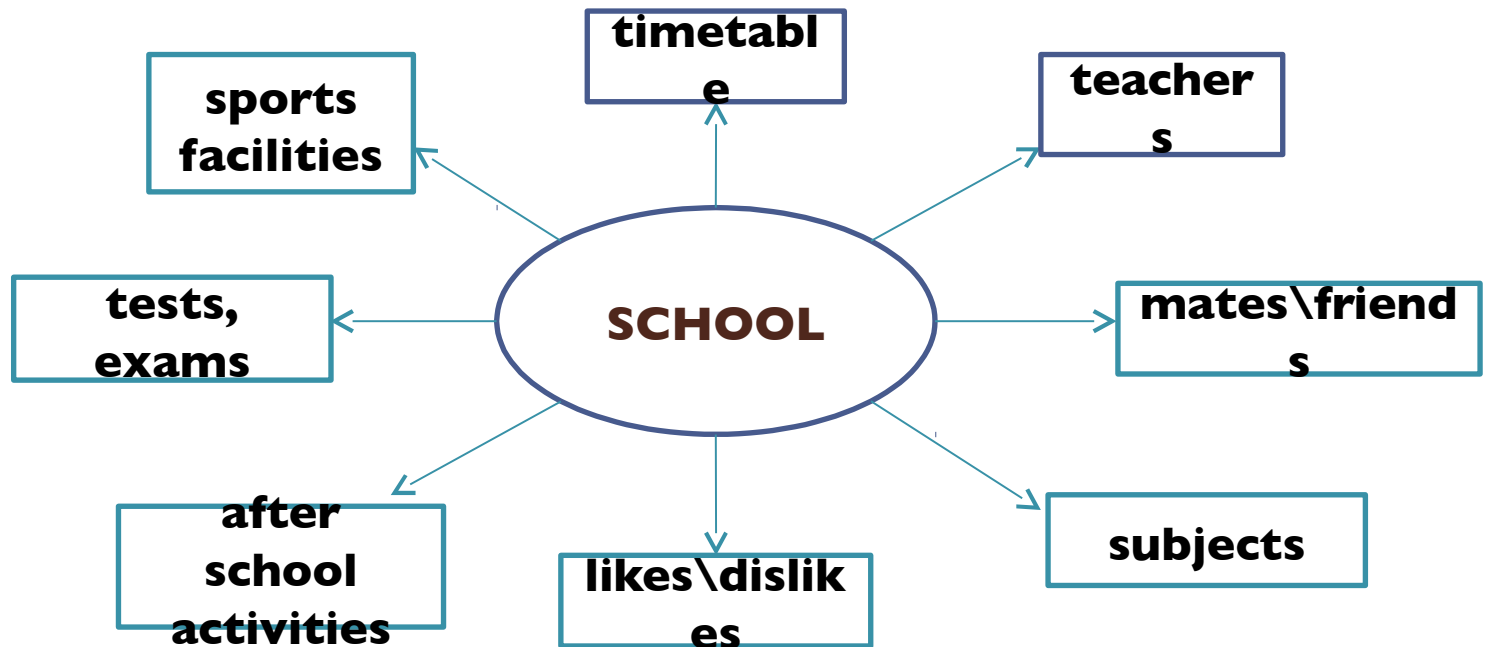 timetabl
e
sports
facilities
teacher
s
tests,
exams
SCHOOL
mates\friend
s
after
school
activities
likes\dislik
es
subjects